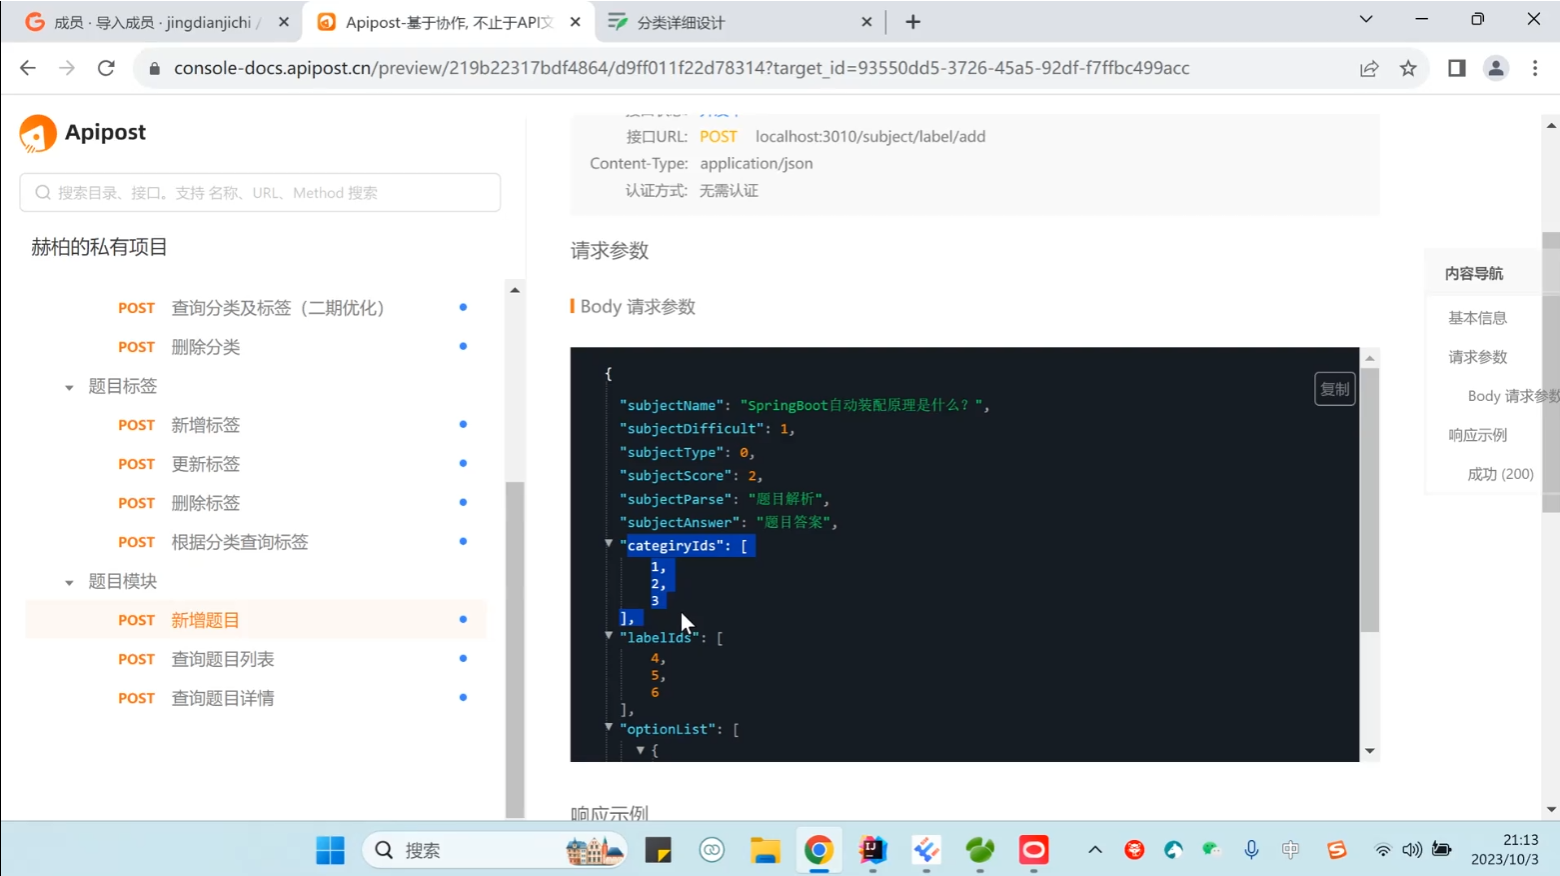 成员 · 导入成员 · jingdianjichi /
Apipost-基于协作, 不止于API文
分类详细设计
console-docs.apipost.cn/preview/219b22317bdf4864/d9ff011f22d78314?target_id=93550dd5-3726-45a5-92df-f7ffbc499acc
Apipost
搜索目录、接口。支持 名称、URL、Method 搜索
赫柏的私有项目
POST 查询分类及标签（二期优化）
POST 删除分类
题目标签
POST 新增标签
POST 更新标签
POST 删除标签
POST 根据分类查询标签
题目模块
POST 新增题目
POST 查询题目列表
POST 查询题目详情
接口URL: POST localhost:3010/subject/label/add
Content-Type: application/json
认证方式: 无需认证
请求参数
Body 请求参数
复制
{
"subjectName": "SpringBoot自动装配原理是什么？",
"subjectDifficult": 1,
"subjectType": 0,
"subjectScore": 2,
"subjectParse": "题目解析",
"subjectAnswer": "题目答案",
"categiryIds": [
1,
2,
3
],
"labelIds": [
4,
5,
6
],
"optionList": [
{
响应示例
内容导航
基本信息
请求参数
Body 请求参数
响应示例
成功 (200)
搜索
中
21:13
2023/10/3